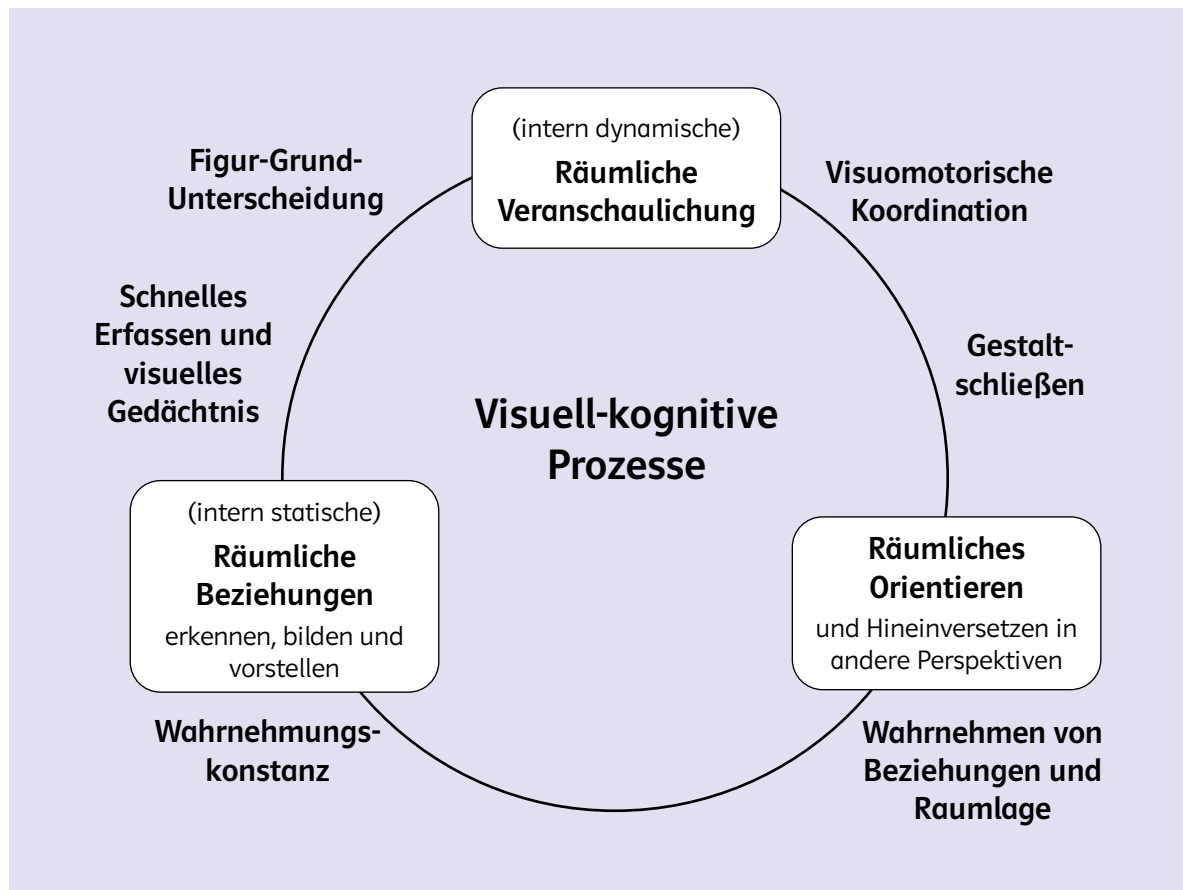 (intern dynamische)
Räumliche
Veranschaulichung
Figur-Grund-
Unterscheidung
Visuomotorische
Koordination
Schnelles
Erfassen und
visuelles
Gedächtnis
Gestalt-
schließen
Visuell-kognitive
Prozesse
(intern statische)
Räumliche
Beziehungen
erkennen, bilden und
vorstellen
Räumliches
Orientieren
und Hineinversetzen in
andere Perspektiven
Wahrnehmungs-
konstanz
Wahrnehmen von
Beziehungen und
Raumlage